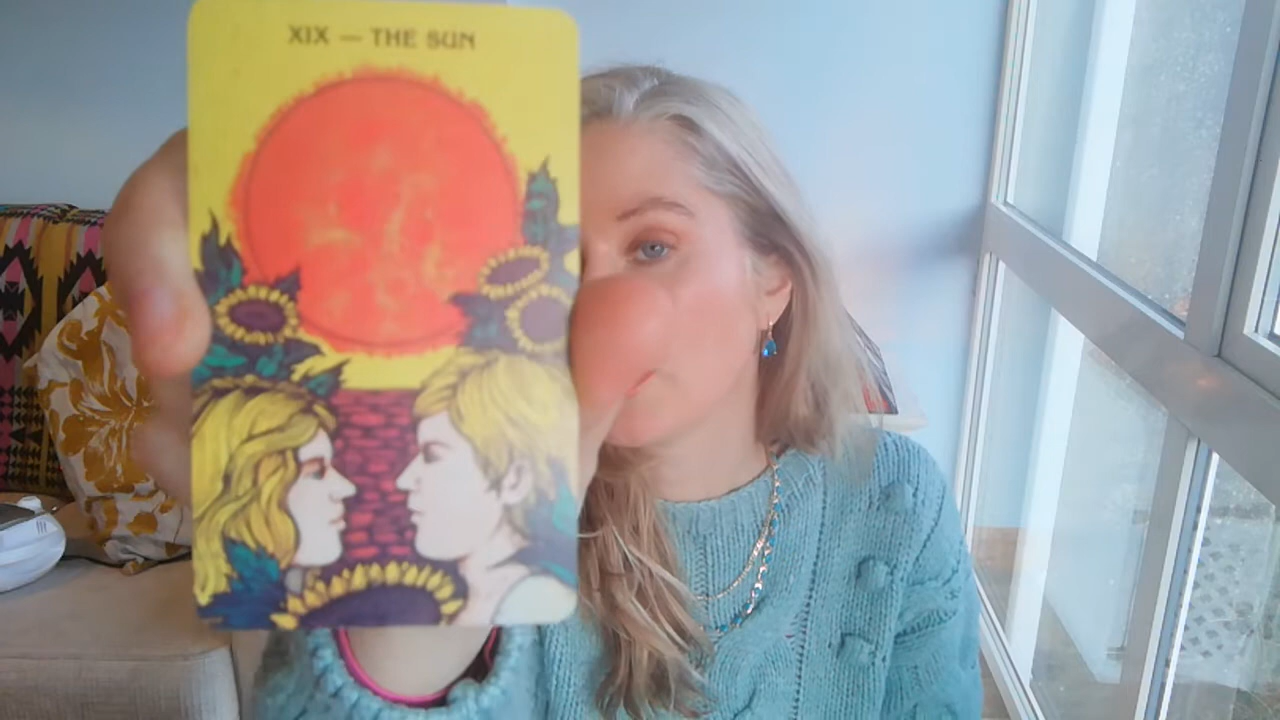 XIX — THE SUN